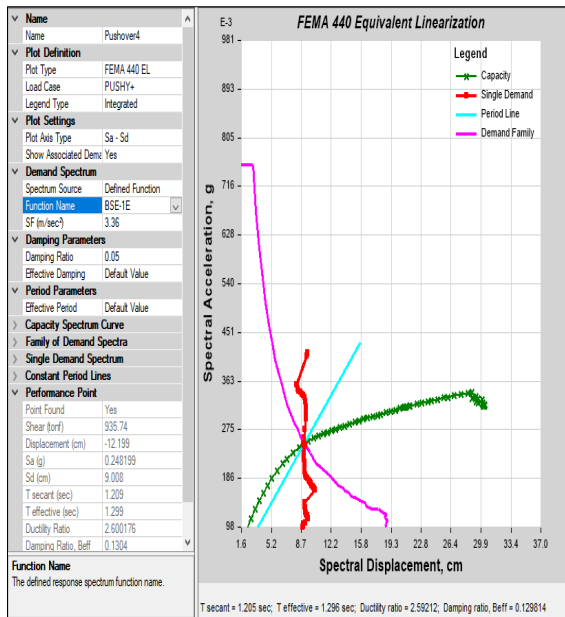 Name
Name Pushover4
Plot Definition
Plot Type FEMA 440 EL
Load Case PUSHY+
Legend Type Integrated
Plot Settings
Plot Axis Type Sa - Sd
Show Associated Dema Yes
Demand Spectrum
Spectrum Source Defined Function
Function Name BSE-1E
SF (m/sec²) 3.36
Damping Parameters
Damping Ratio 0.05
Effective Damping Default Value
Period Parameters
Effective Period Default Value
Capacity Spectrum Curve
Family of Demand Spectra
Single Demand Spectrum
Constant Period Lines
Performance Point
Point Found Yes
Shear (tonf) 935.74
Displacement (cm) -12.199
Sa (g) 0.248199
Sd (cm) 9.008
T secant (sec) 1.209
T effective (sec) 1.299
Ductility Ratio 2.600176
Damping Ratio, Beff 0.1304
Function Name
The defined response spectrum function name.
E-3 FEMA 440 Equivalent Linearization
981
893
805
716
628
540
451
363
275
186
98
Spectral Acceleration, g
Legend
Capacity
Single Demand
Period Line
Demand Family
1.6 5.2 8.7 12.2 15.8 19.3 22.8 26.4 29.9 33.4 37.0
Spectral Displacement, cm
T secant = 1.205 sec; T effective = 1.296 sec; Ductility ratio = 2.59212; Damping ratio, Beff = 0.129814